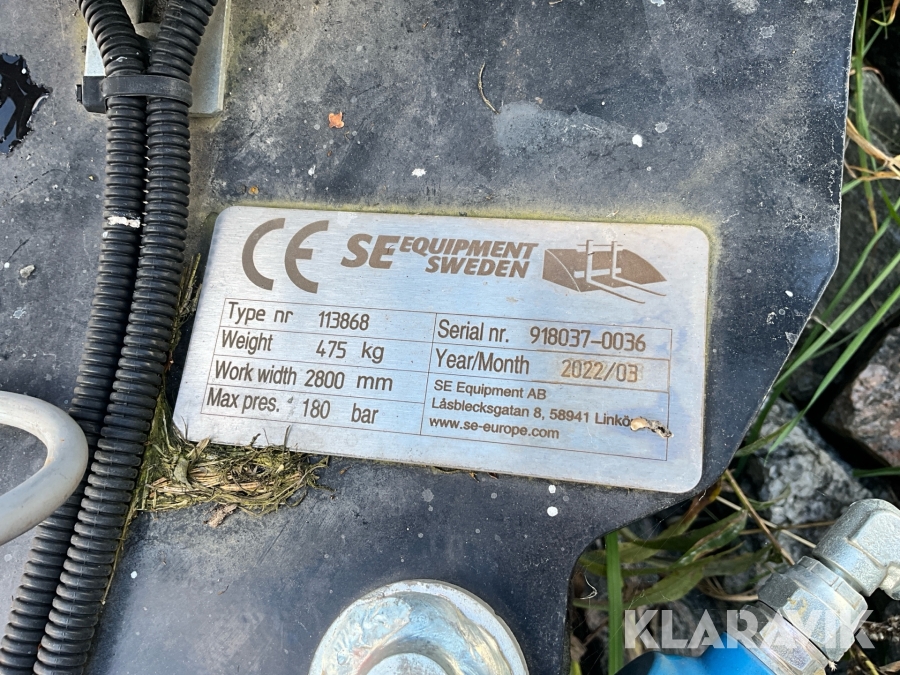 CE SE EQUIPMENT
SWEDEN
Type nr 113868
Weight 475 kg
Work width 2800 mm
Max pres. 180 bar
Serial nr. 918037-0036
Year/Month 2022/03
SE Equipment AB
Låsblecksgatan 8, 58941
www.se-europe.com
KLARAVIK